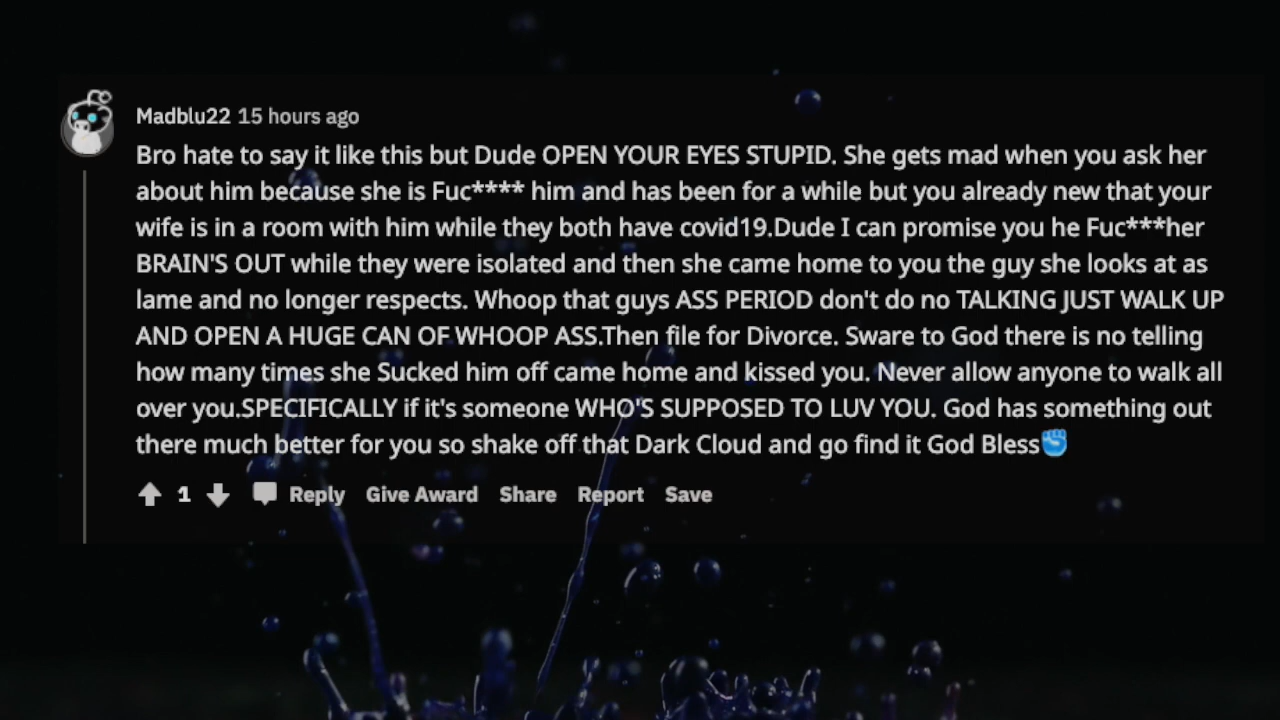 Madblu22 15 hours ago
Bro hate to say it like this but Dude OPEN YOUR EYES STUPID. She gets mad when you ask her
about him because she is Fuc**** him and has been for a while but you already new that your
wife is in a room with him while they both have covid19.Dude I can promise you he Fuc***her
BRAIN'S OUT while they were isolated and then she came home to you the guy she looks at as
lame and no longer respects. Whoop that guys ASS PERIOD don't do no TALKING JUST WALK UP
AND OPEN A HUGE CAN OF WHOOP ASS.Then file for Divorce. Sware to God there is no telling
how many times she Sucked him off came home and kissed you. Never allow anyone to walk all
over you.SPECIFICALLY if it's someone WHO'S SUPPOSED TO LUV YOU. God has something out
there much better for you so shake off that Dark Cloud and go find it God Bless✊
1 Reply Give Award Share Report Save